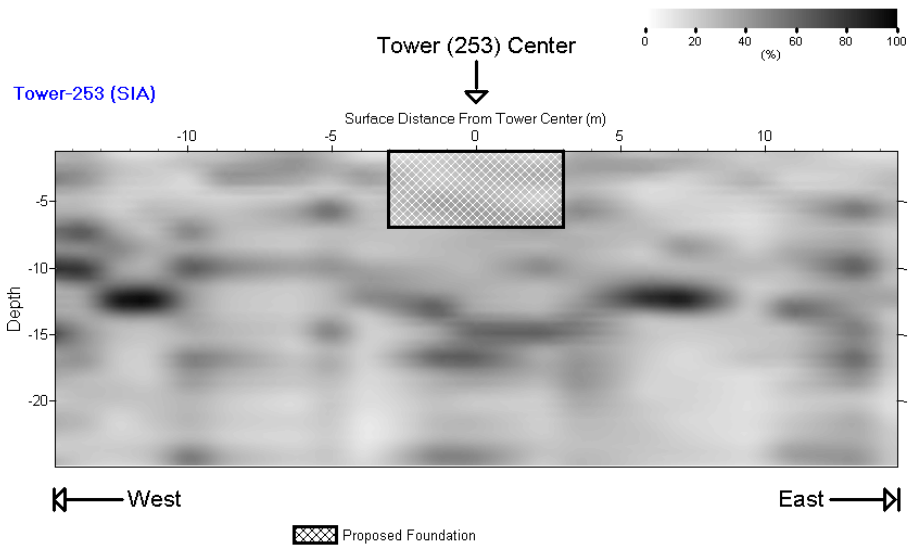 0 20 40 60 80 100
(%)
Tower (253) Center
Tower-253 (SIA)
Surface Distance From Tower Center (m)
-10 -5 0 5 10
-5
-10
-15
-20
Depth
West East
Proposed Foundation